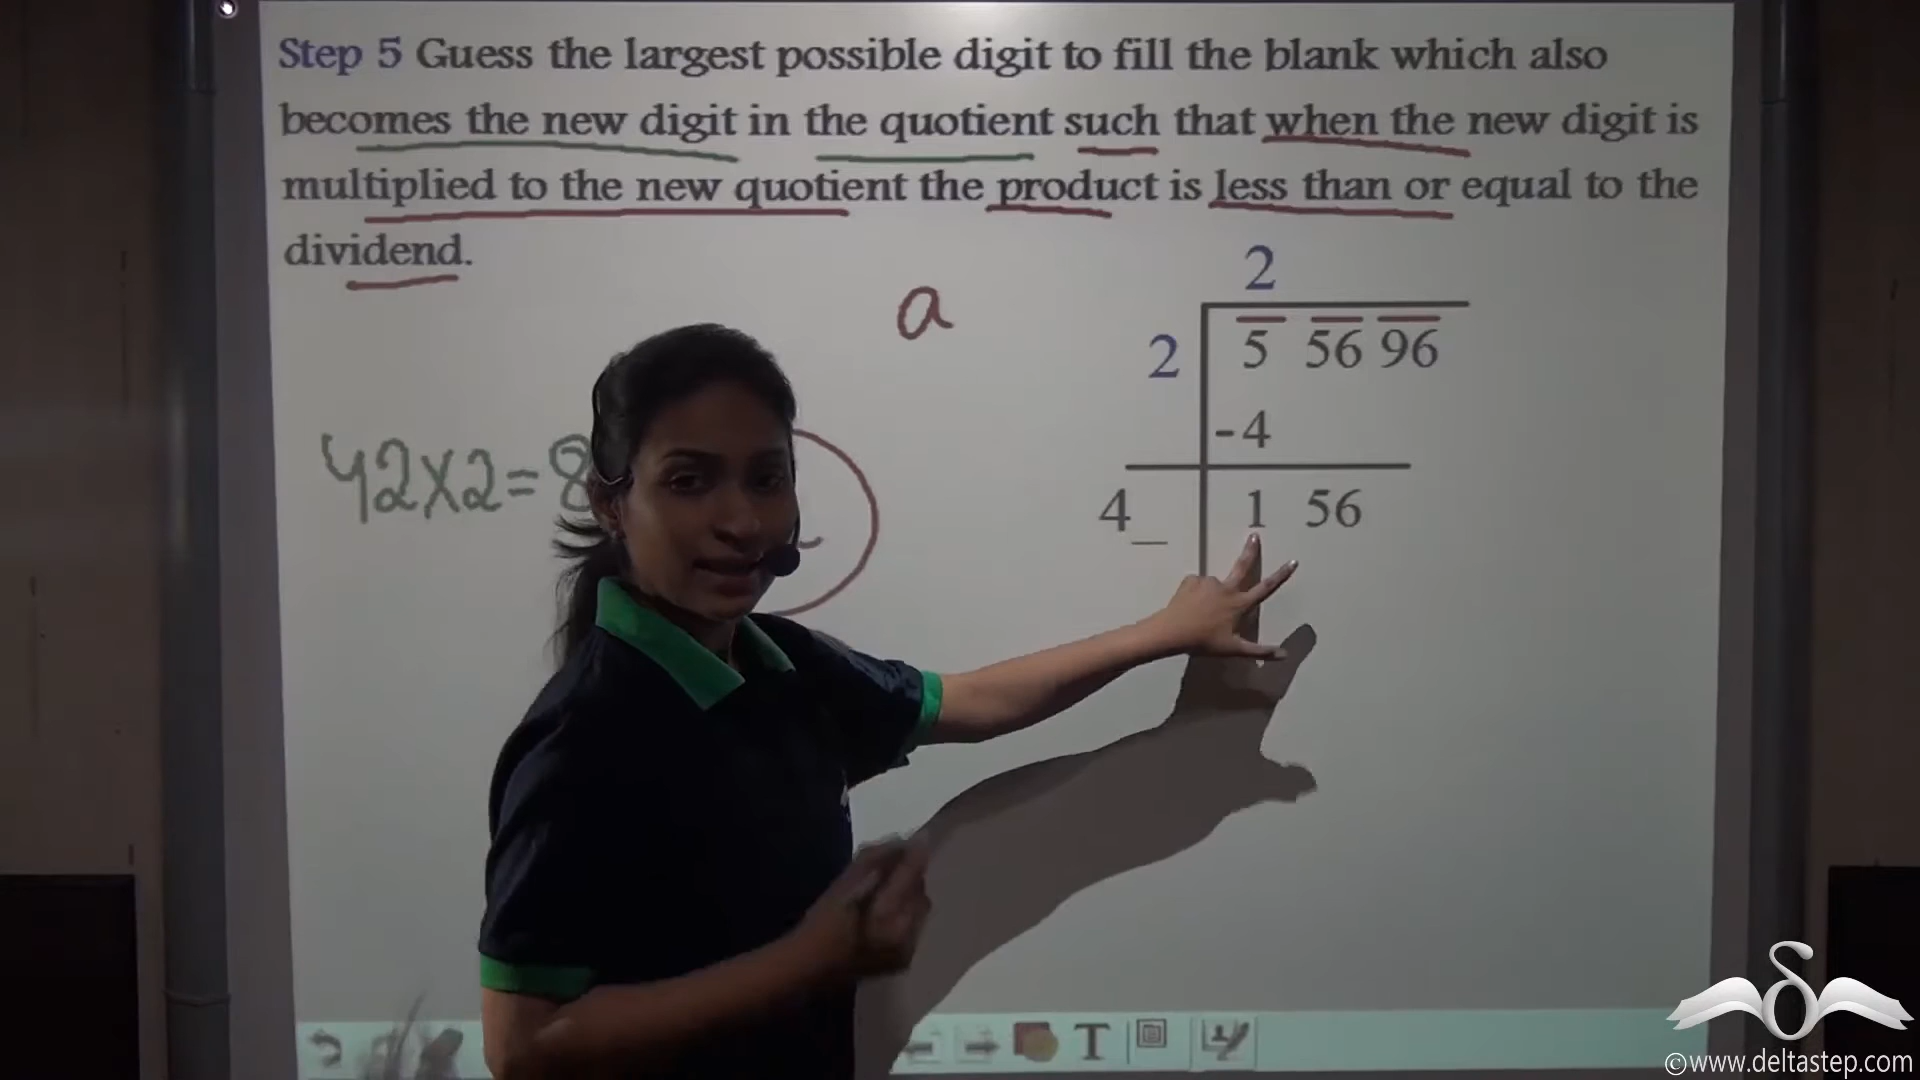 Step 5 Guess the largest possible digit to fill the blank which also
becomes the new digit in the quotient such that when the new digit is
multiplied to the new quotient the product is less than or equal to the
dividend.
a
2
2 5 56 96
-4
42x2=8
4_ 1 56
T
©www.deltastep.com